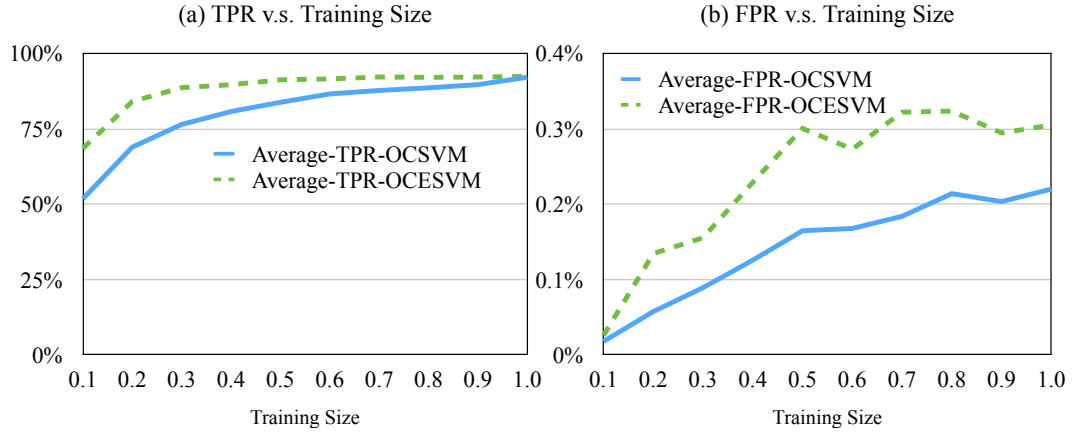 (a) TPR v.s. Training Size
100%
75%
50%
25%
0%
Average-TPR-OCSVM
Average-TPR-OCESVM
0.1 0.2 0.3 0.4 0.5 0.6 0.7 0.8 0.9 1.0
Training Size
(b) FPR v.s. Training Size
0.4%
0.3%
0.2%
0.1%
0%
Average-FPR-OCSVM
Average-FPR-OCESVM
0.1 0.2 0.3 0.4 0.5 0.6 0.7 0.8 0.9 1.0
Training Size